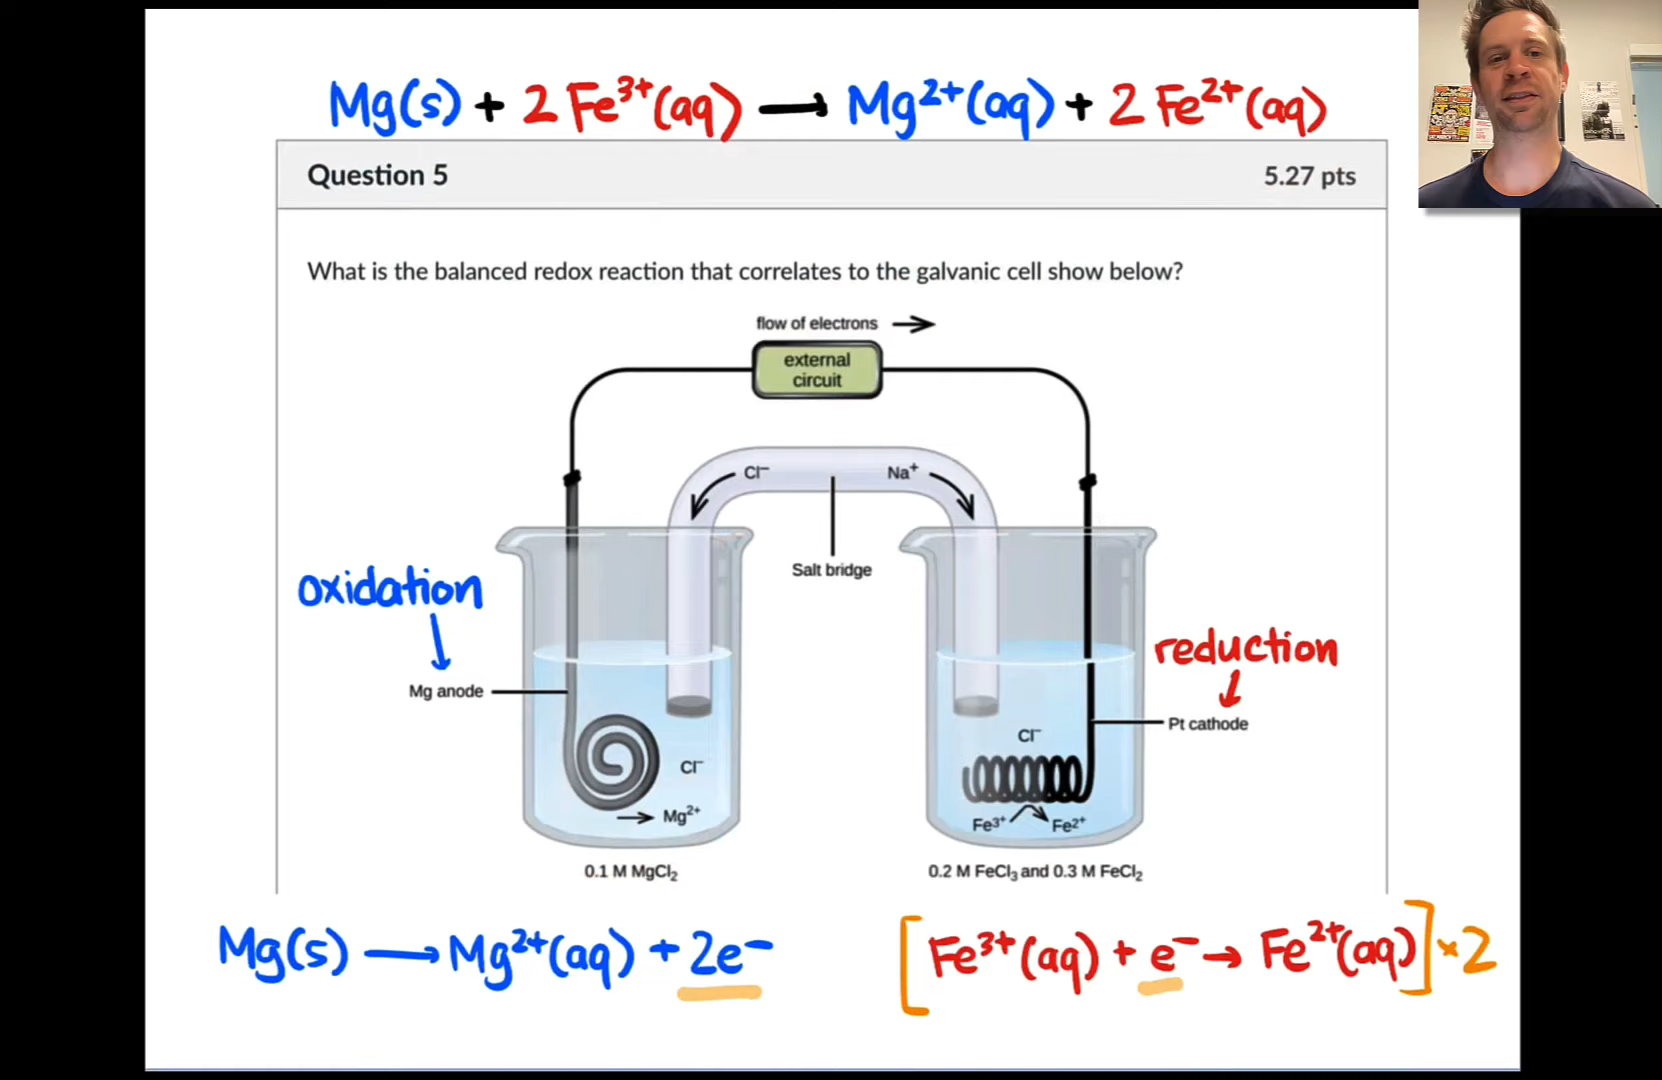 Mg(s) + 2 Fe³⁺(aq) → Mg²⁺(aq) + 2 Fe²⁺(aq)
Question 5 5.27 pts
What is the balanced redox reaction that correlates to the galvanic cell show below?
flow of electrons →
external
circuit
Cl⁻ Na⁺
Salt bridge
oxidation
reduction
Mg anode
Pt cathode
Cl⁻
Cl⁻
→ Mg²⁺
Fe³⁺ Fe²⁺
0.1 M MgCl₂
0.2 M FeCl₃ and 0.3 M FeCl₂
Mg(s) → Mg²⁺(aq) + 2e⁻
[Fe³⁺(aq) + e⁻ → Fe²⁺(aq)] × 2